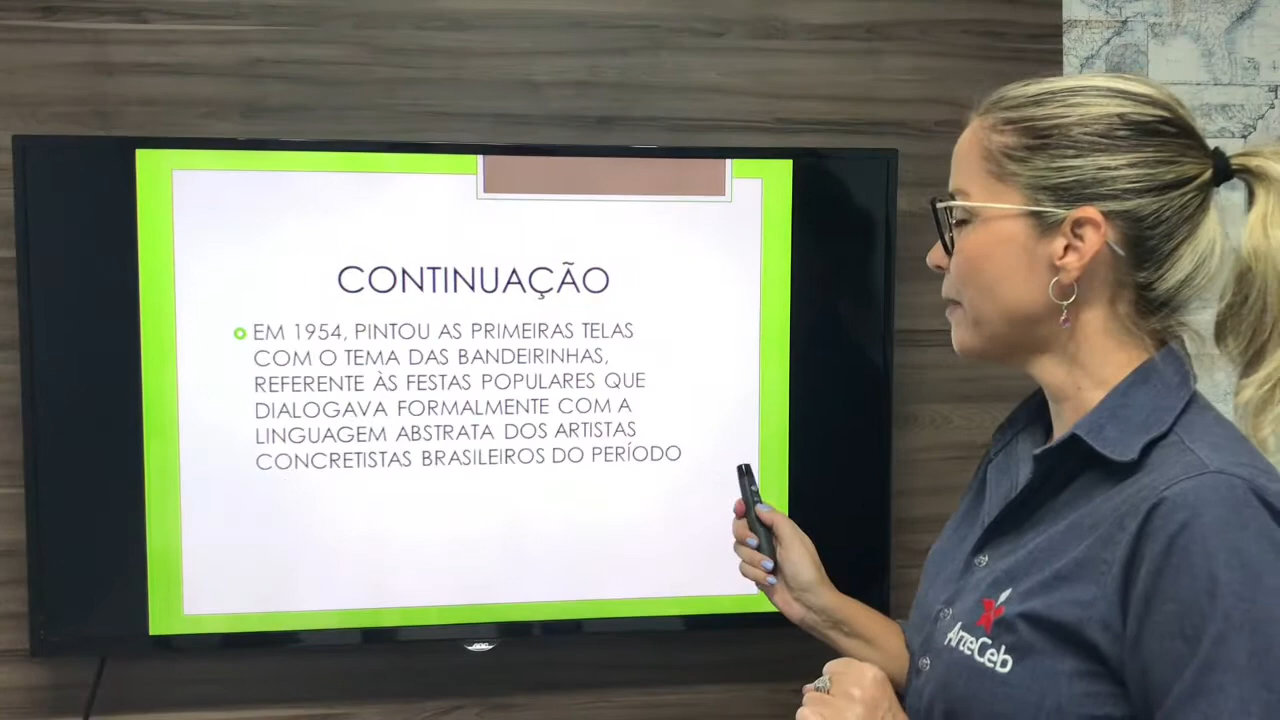 CONTINUAÇÃO
EM 1954, PINTOU AS PRIMEIRAS TELAS
COM O TEMA DAS BANDEIRINHAS,
REFERENTE ÀS FESTAS POPULARES QUE
DIALOGAVA FORMALMENTE COM A
LINGUAGEM ABSTRATA DOS ARTISTAS
CONCRETISTAS BRASILEIROS DO PERÍODO
AOC
ArteCeb